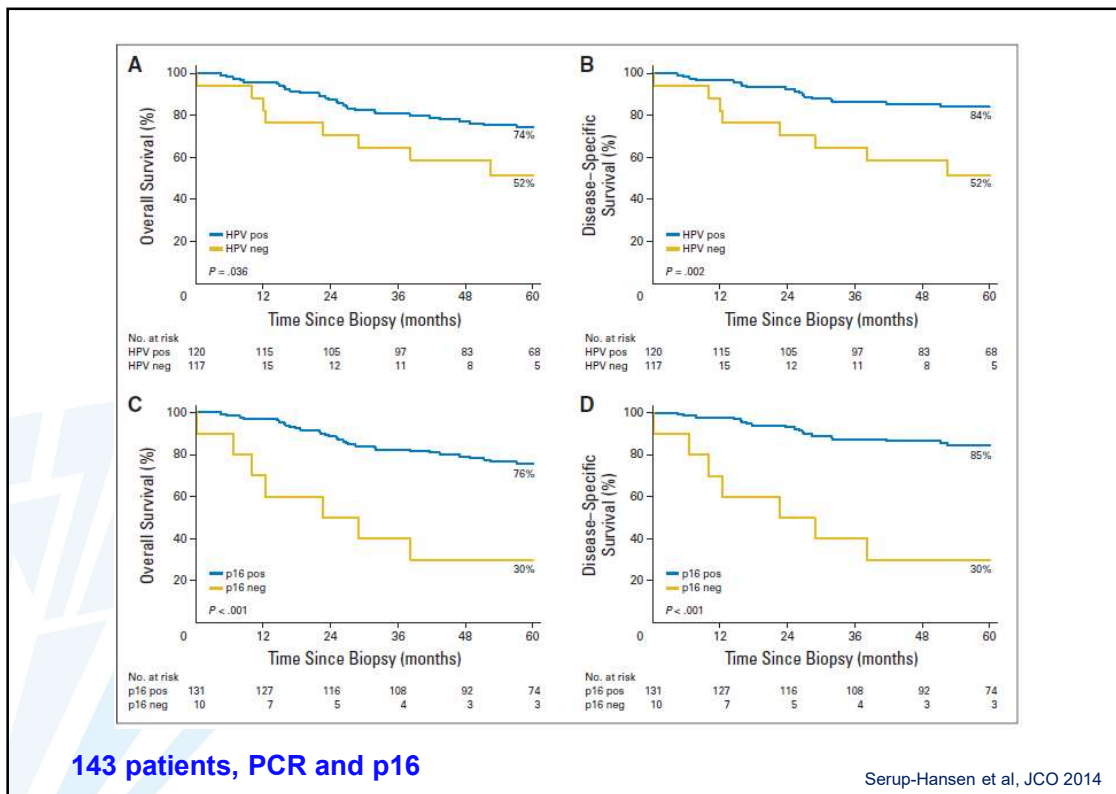 A
100
80
60
40
20
0
Overall Survival (%)
74%
52%
HPV pos
HPV neg
P = .036
12 24 36 48 60
Time Since Biopsy (months)
No. at risk
HPV pos 120 115 105 97 83 68
HPV neg 117 15 12 11 8 5
B
100
80
60
40
20
0
Disease–Specific
Survival (%)
84%
52%
HPV pos
HPV neg
P = .002
12 24 36 48 60
Time Since Biopsy (months)
No. at risk
HPV pos 120 115 105 97 83 68
HPV neg 117 15 12 11 8 5
C
100
80
60
40
20
0
Overall Survival (%)
76%
30%
p16 pos
p16 neg
P < .001
12 24 36 48 60
Time Since Biopsy (months)
No. at risk
p16 pos 131 127 116 108 92 74
p16 neg 10 7 5 4 3 3
D
100
80
60
40
20
0
Disease–Specific
Survival (%)
85%
30%
p16 pos
p16 neg
P < .001
12 24 36 48 60
Time Since Biopsy (months)
No. at risk
p16 pos 131 127 116 108 92 74
p16 neg 10 7 5 4 3 3
143 patients, PCR and p16
Serup-Hansen et al, JCO 2014